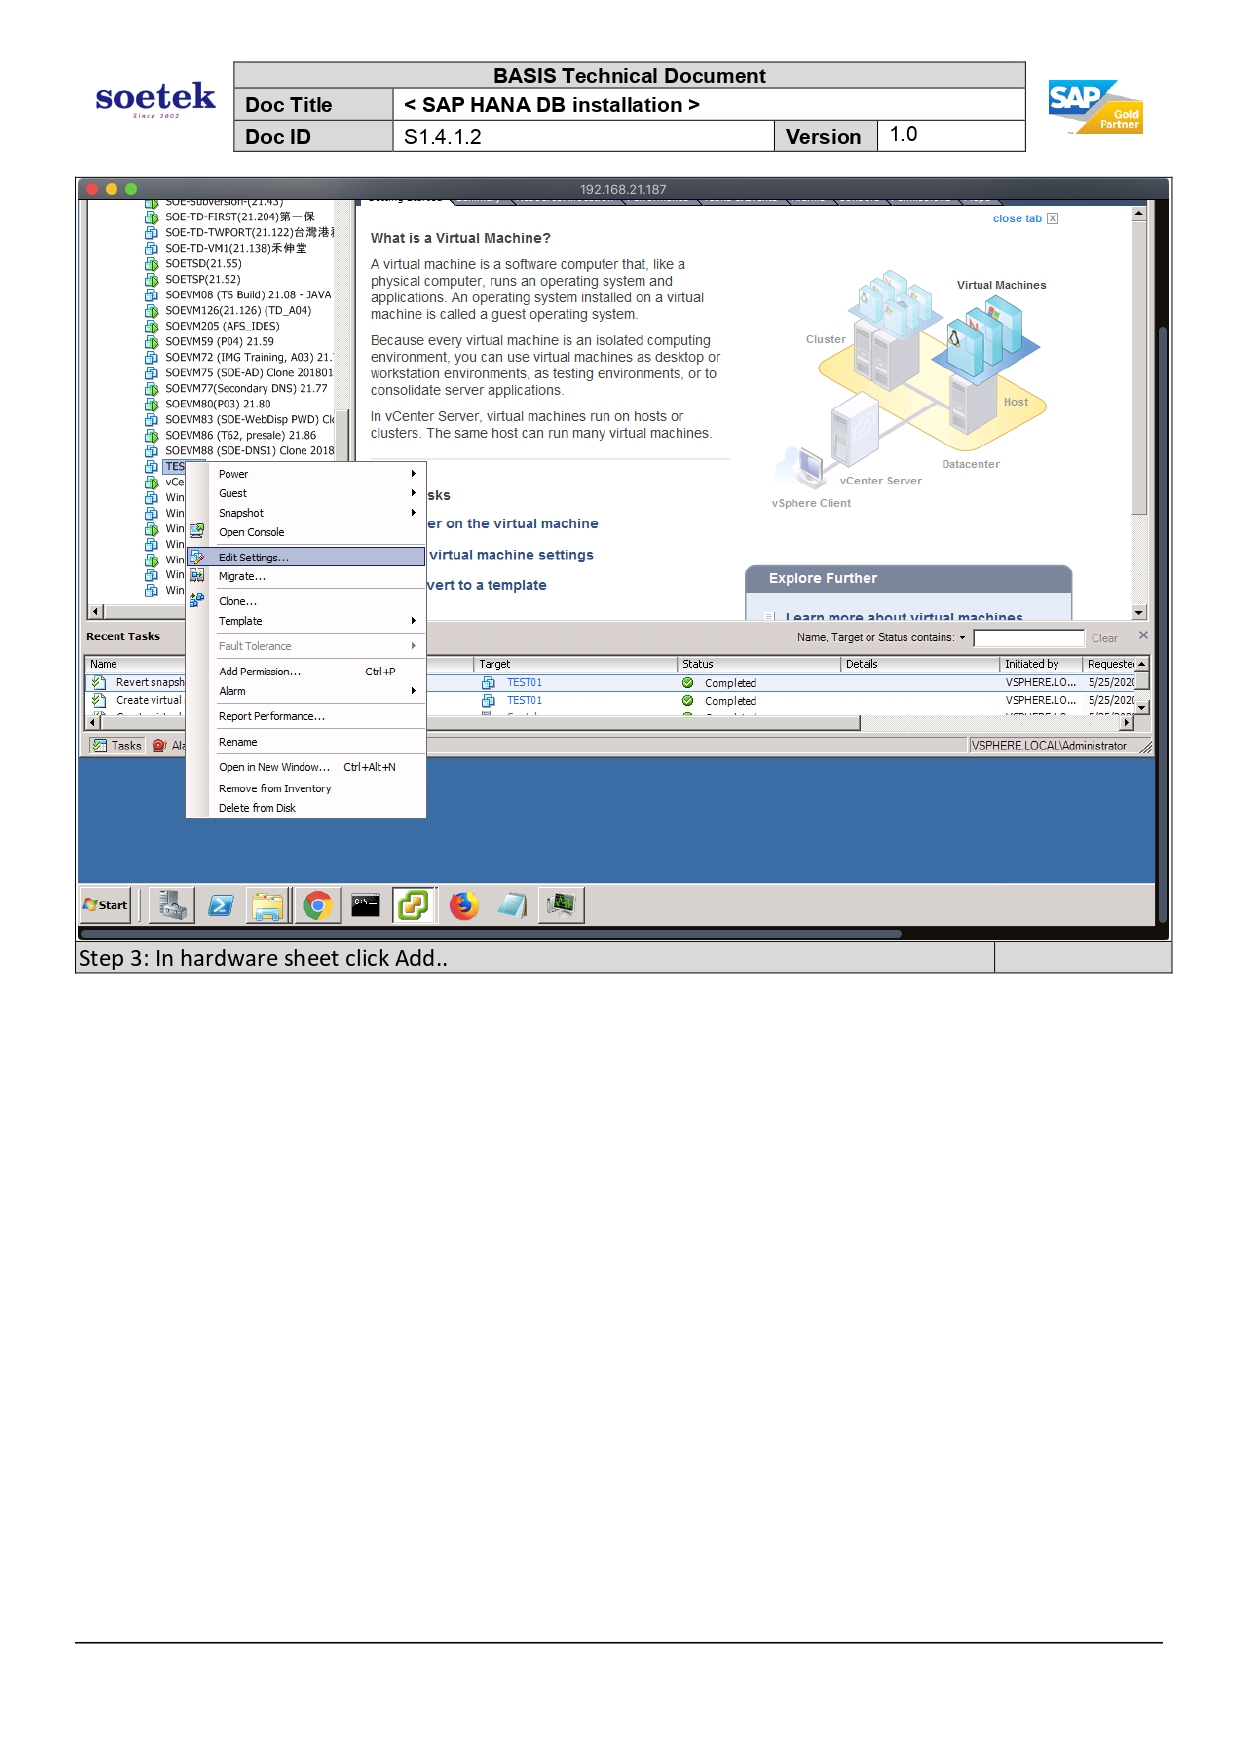 soetek
Since 2002
BASIS Technical Document
Doc Title < SAP HANA DB installation >
Doc ID S1.4.1.2 Version 1.0
SAP Gold Partner
192.168.21.187
SOE-Subversion-(21.43)
SOE-TD-FIRST(21.204)第一保
SOE-TD-TWPORT(21.122)台灣港
SOE-TD-VM1(21.138)禾伸堂
SOETSD(21.55)
SOETSP(21.52)
SOEVM08 (TS Build) 21.08 - JAVA
SOEVM126(21.126) (TD_A04)
SOEVM205 (AFS_IDES)
SOEVM59 (P04) 21.59
SOEVM72 (IMG Training, A03) 21.
SOEVM75 (SOE-AD) Clone 201801
SOEVM77(Secondary DNS) 21.77
SOEVM80(P03) 21.80
SOEVM83 (SOE-WebDisp PWD) Cl
SOEVM86 (T62, presale) 21.86
SOEVM88 (SOE-DNS1) Clone 2018
TES
vCe
Win
Win
Win
Win
Win
Win
Win
close tab
What is a Virtual Machine?
A virtual machine is a software computer that, like a
physical computer, runs an operating system and
applications. An operating system installed on a virtual
machine is called a guest operating system.
Because every virtual machine is an isolated computing
environment, you can use virtual machines as desktop or
workstation environments, as testing environments, or to
consolidate server applications.
In vCenter Server, virtual machines run on hosts or
clusters. The same host can run many virtual machines.
sks
er on the virtual machine
virtual machine settings
vert to a template
Virtual Machines
Cluster
Host
Datacenter
vCenter Server
vSphere Client
Explore Further
Learn more about virtual machines
Power
Guest
Snapshot
Open Console
Edit Settings...
Migrate...
Clone...
Template
Fault Tolerance
Add Permission... Ctrl+P
Alarm
Report Performance...
Rename
Open in New Window... Ctrl+Alt+N
Remove from Inventory
Delete from Disk
Recent Tasks
Name, Target or Status contains: Clear
Name Target Status Details Initiated by Requeste
Revert snapsh TEST01 Completed VSPHERE.LO... 5/25/2020
Create virtual TEST01 Completed VSPHERE.LO... 5/25/2020
Tasks Ala VSPHERE.LOCAL\Administrator
Start
Step 3: In hardware sheet click Add..